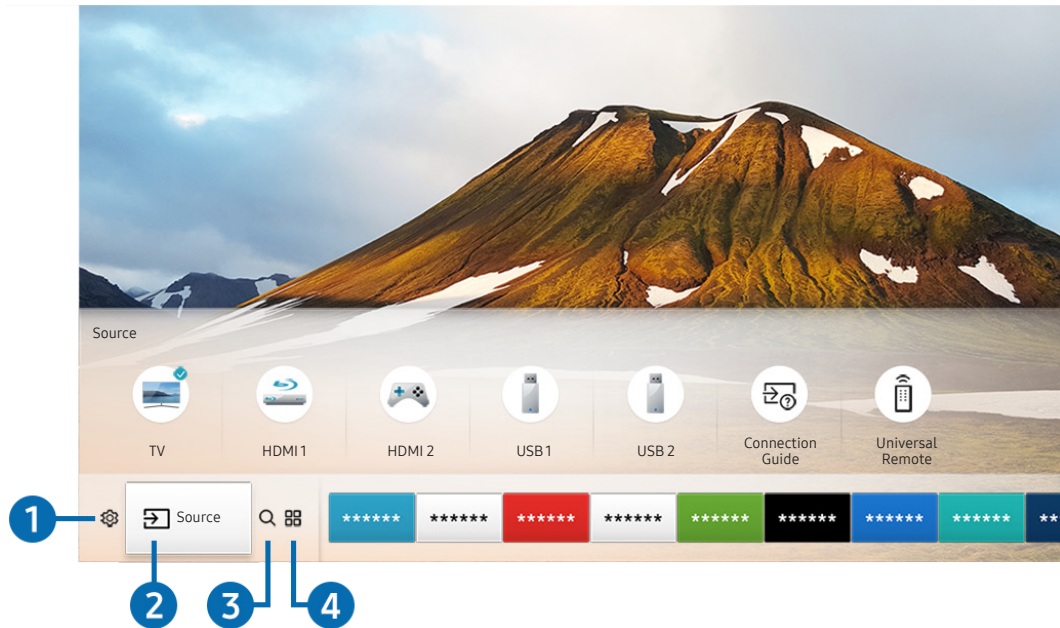 Source
TV
HDMI 1
HDMI 2
USB 1
USB 2
Connection
Guide
Universal
Remote
1
Source
****** ****** ****** ****** ****** ****** ****** ****** **
2
3
4